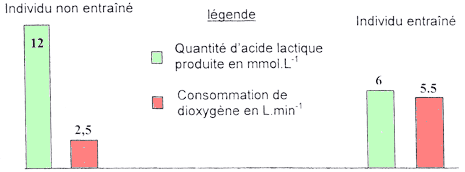 Individu non entraîné
légende
Individu entraîné
12
Quantité d'acide lactique
produite en mmol.L-1
Consommation de
dioxygène en L.min-1
2,5
6
5.5